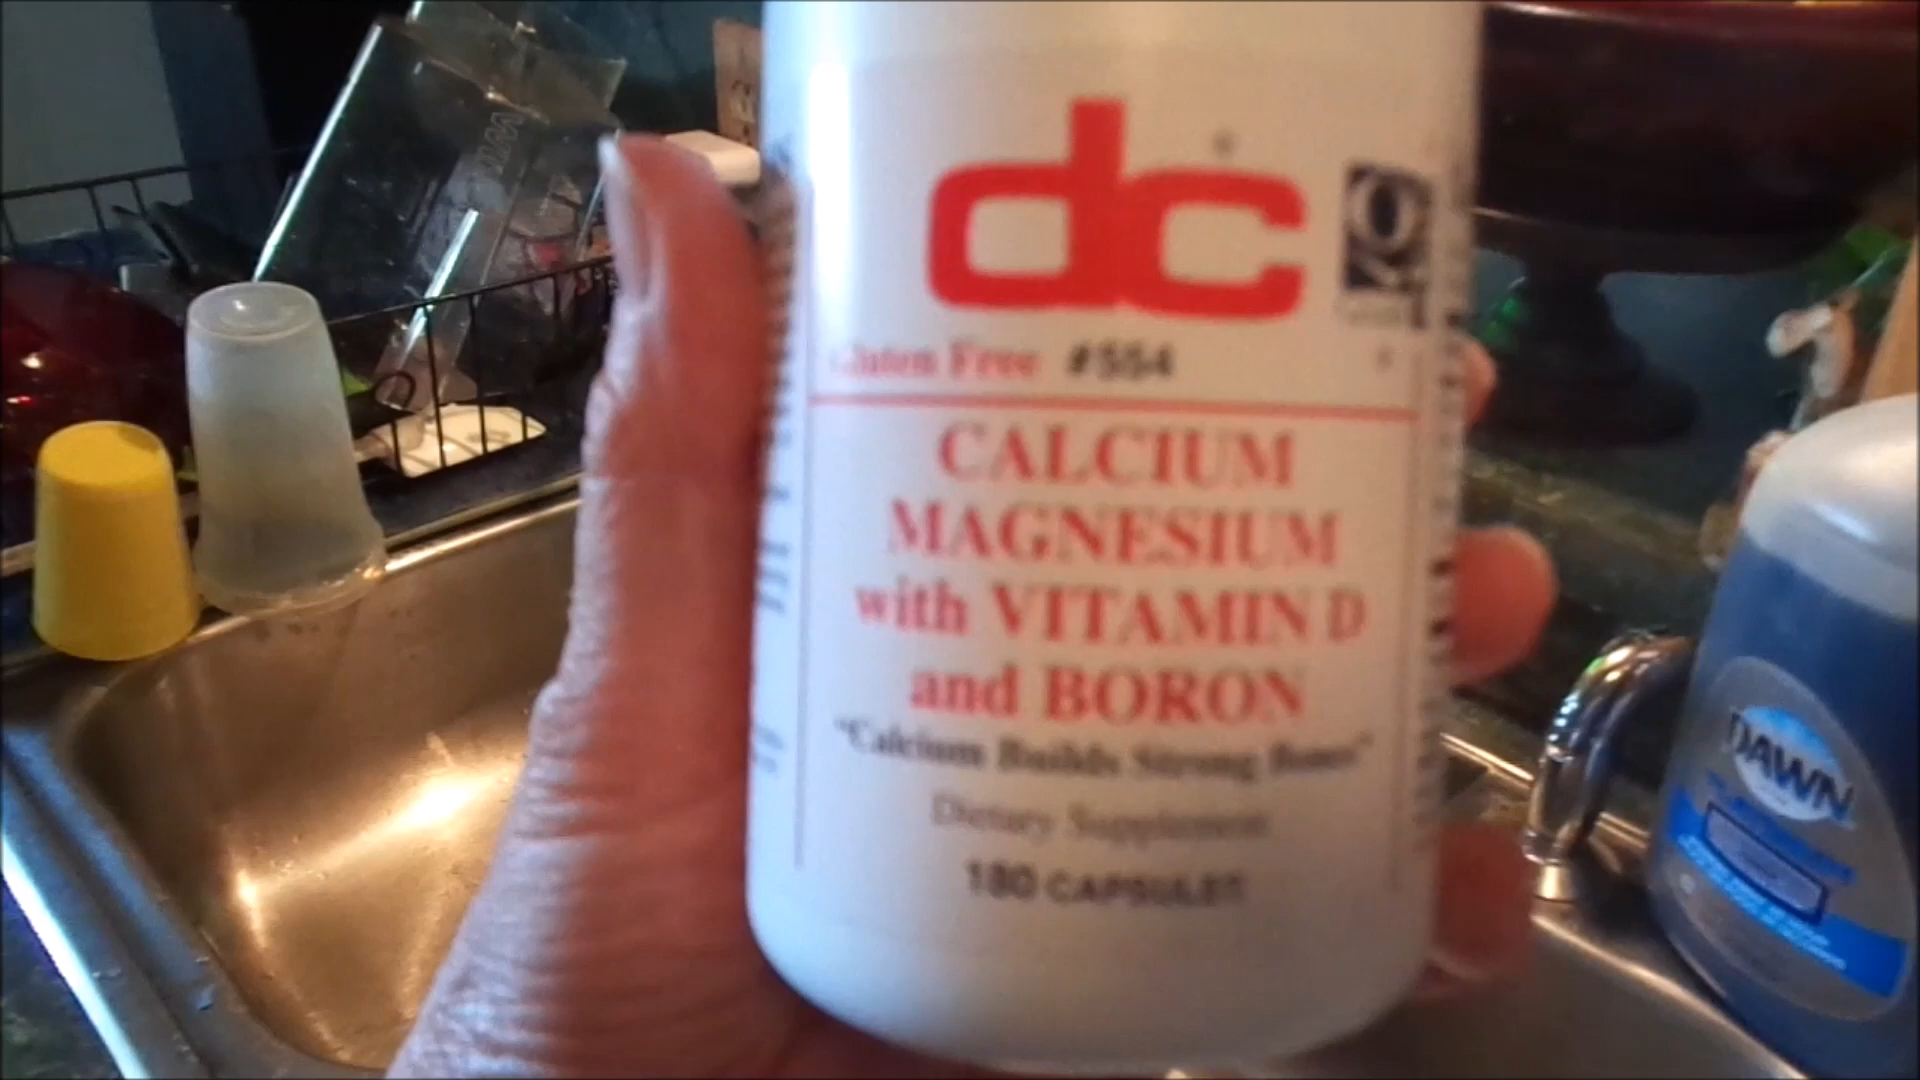 dc
Gluten Free #554
CALCIUM
MAGNESIUM
with VITAMIN D
and BORON
"Calcium Builds Strong Bones"
Dietary Supplement
180 CAPSULES
DAWN